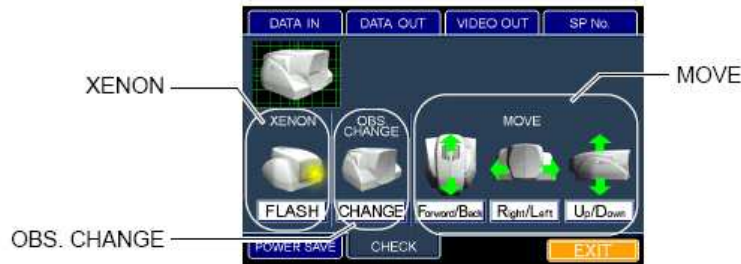 DATA IN DATA OUT VIDEO OUT SP No.
XENON
MOVE
XENON
OBS.
CHANGE
MOVE
FLASH CHANGE Forword/Back Right/Left Up/Down
OBS. CHANGE
POWER SAVE CHECK EXIT